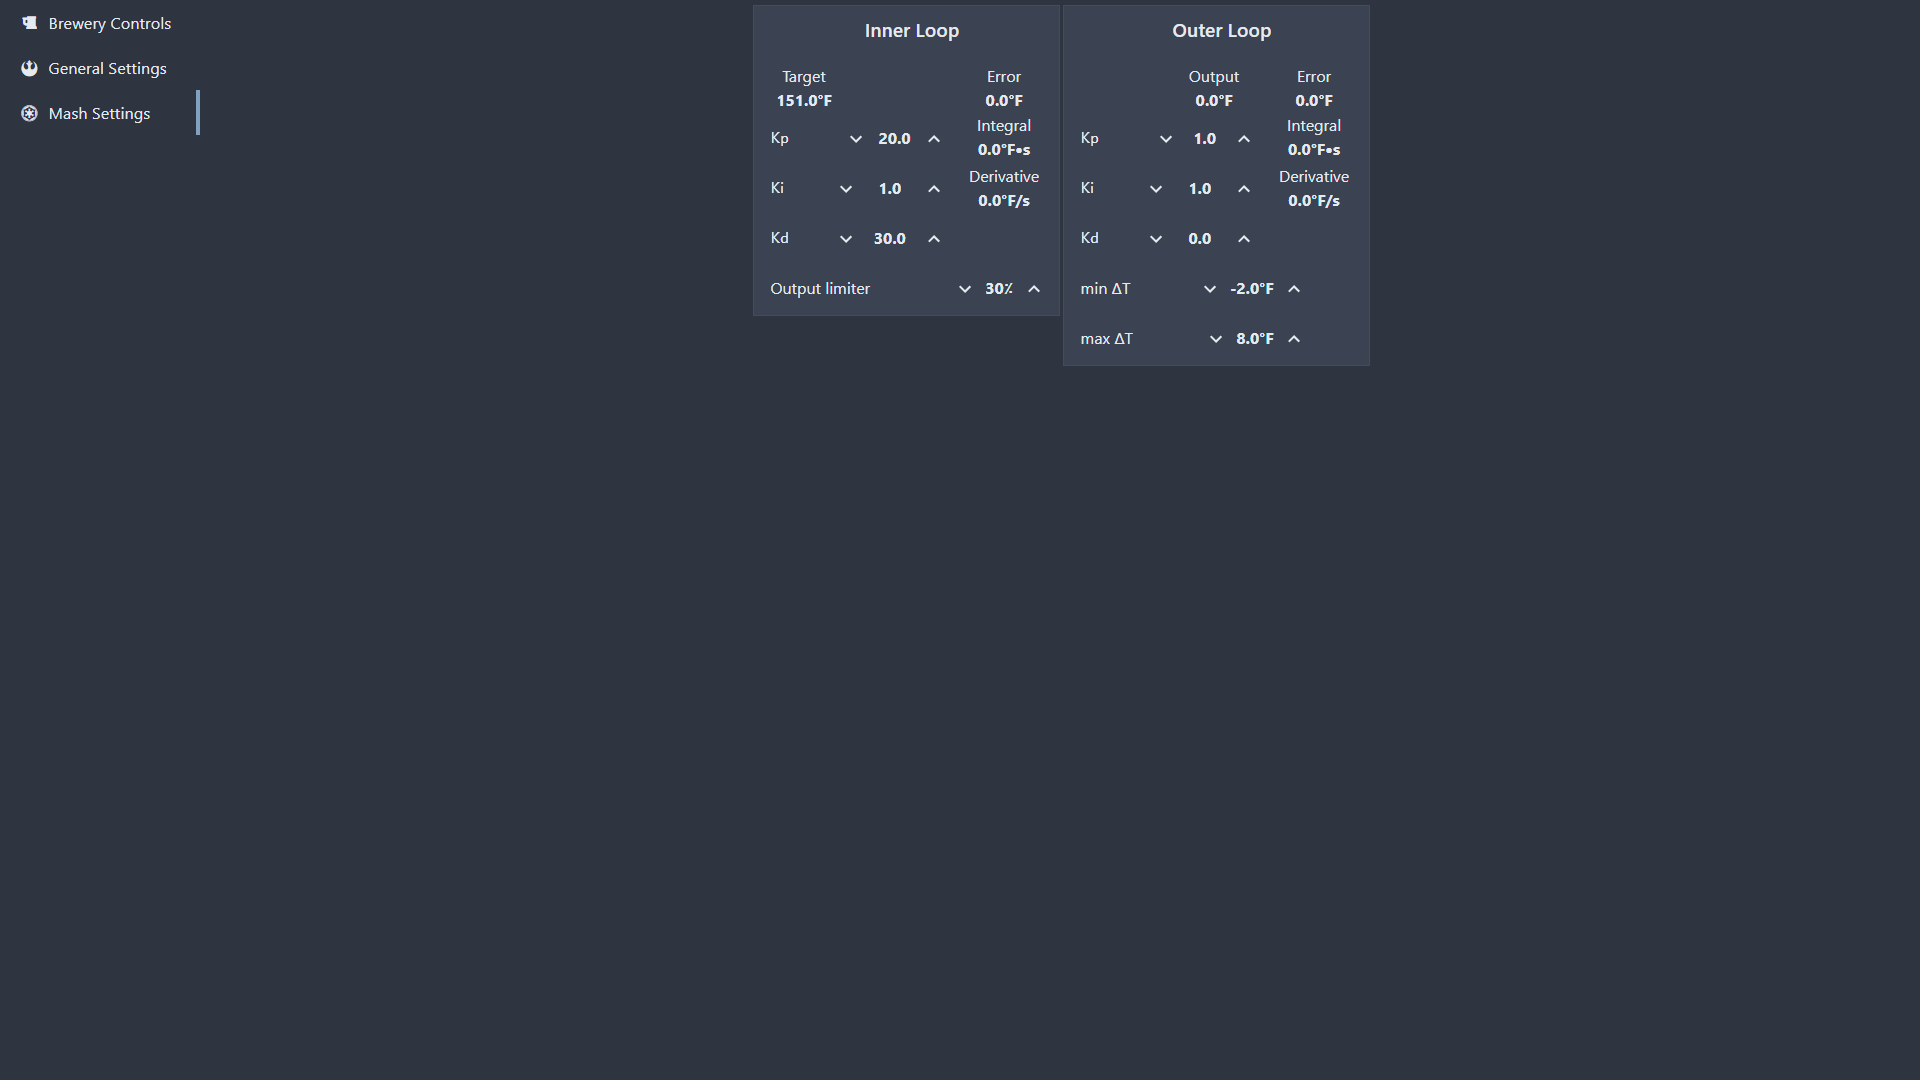 Brewery Controls
General Settings
Mash Settings
Inner Loop
Target
151.0°F
Error
0.0°F
Kp
20.0
Integral
0.0°F•s
Ki
1.0
Derivative
0.0°F/s
Kd
30.0
Output limiter
30%
Outer Loop
Output
0.0°F
Error
0.0°F
Kp
1.0
Integral
0.0°F•s
Ki
1.0
Derivative
0.0°F/s
Kd
0.0
min ΔT
-2.0°F
max ΔT
8.0°F